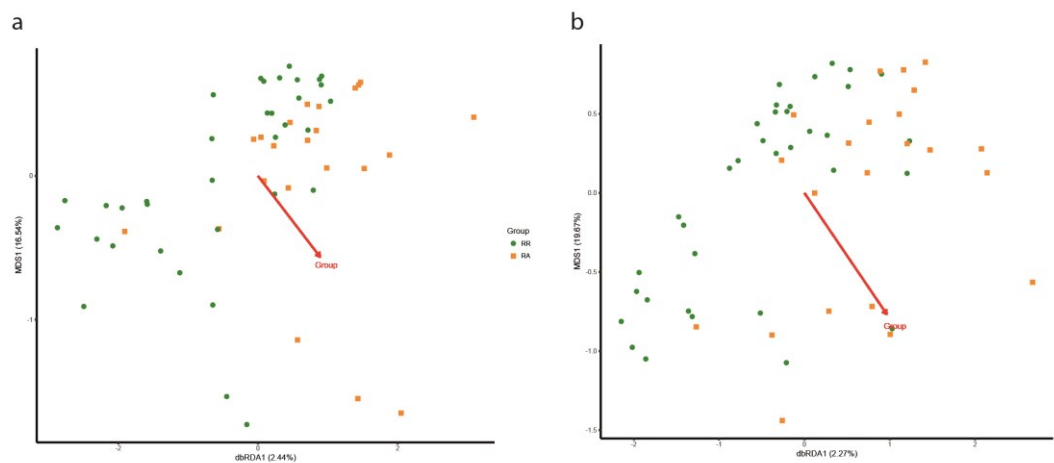 a
MDS1 (16.54%)
0
-1
-2
0
2
dbRDA1 (2.44%)
Group
Group
RR
RA
b
MDS1 (19.67%)
0.5
0.0
-0.5
-1.0
-1.5
-2
-1
0
1
2
dbRDA1 (2.27%)
Group